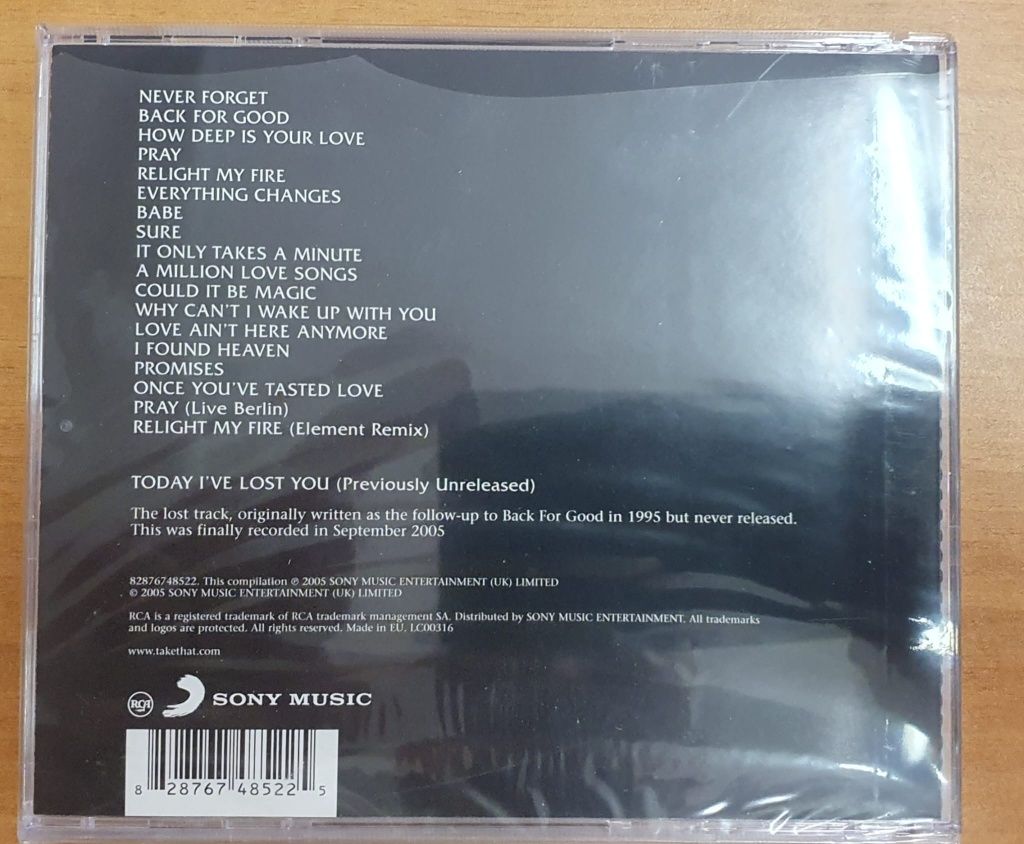 NEVER FORGET
BACK FOR GOOD
HOW DEEP IS YOUR LOVE
PRAY
RELIGHT MY FIRE
EVERYTHING CHANGES
BABE
SURE
IT ONLY TAKES A MINUTE
A MILLION LOVE SONGS
COULD IT BE MAGIC
WHY CAN'T I WAKE UP WITH YOU
LOVE AIN'T HERE ANYMORE
I FOUND HEAVEN
PROMISES
ONCE YOU'VE TASTED LOVE
PRAY (Live Berlin)
RELIGHT MY FIRE (Element Remix)
TODAY I'VE LOST YOU (Previously Unreleased)
The lost track, originally written as the follow-up to Back For Good in 1995 but never released.
This was finally recorded in September 2005
82876748522. This compilation ℗ 2005 SONY MUSIC ENTERTAINMENT (UK) LIMITED
© 2005 SONY MUSIC ENTERTAINMENT (UK) LIMITED
RCA is a registered trademark of RCA trademark management SA. Distributed by SONY MUSIC ENTERTAINMENT. All trademarks
and logos are protected. All rights reserved. Made in EU. LC00316
www.takethat.com
RCA SONY MUSIC
8 28767 48522 5